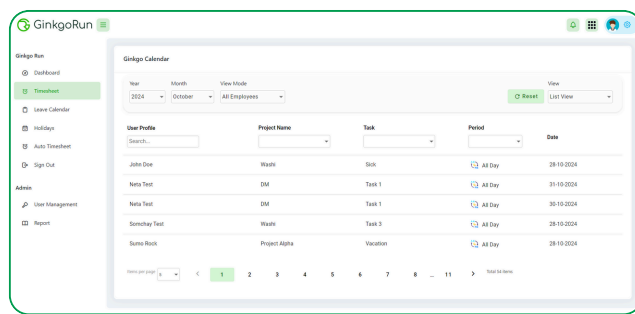 GinkgoRun
Ginkgo Run
Dashboard
Timesheet
Leave Calendar
Holidays
Auto Timesheet
Sign Out
Admin
User Management
Report
Ginkgo Calendar
Year Month View Mode View
2024 October All Employees Reset List View
User Profile Project Name Task Period Date
Search...
John Doe Washi Sick All Day 28-10-2024
Neta Test DM Task 1 All Day 31-10-2024
Neta Test DM Task 1 All Day 30-10-2024
Somchay Test Washi Task 3 All Day 28-10-2024
Sumo Rock Project Alpha Vacation All Day 28-10-2024
Items per page < 1 2 3 4 5 6 7 8 ... 11 > Total 64 items